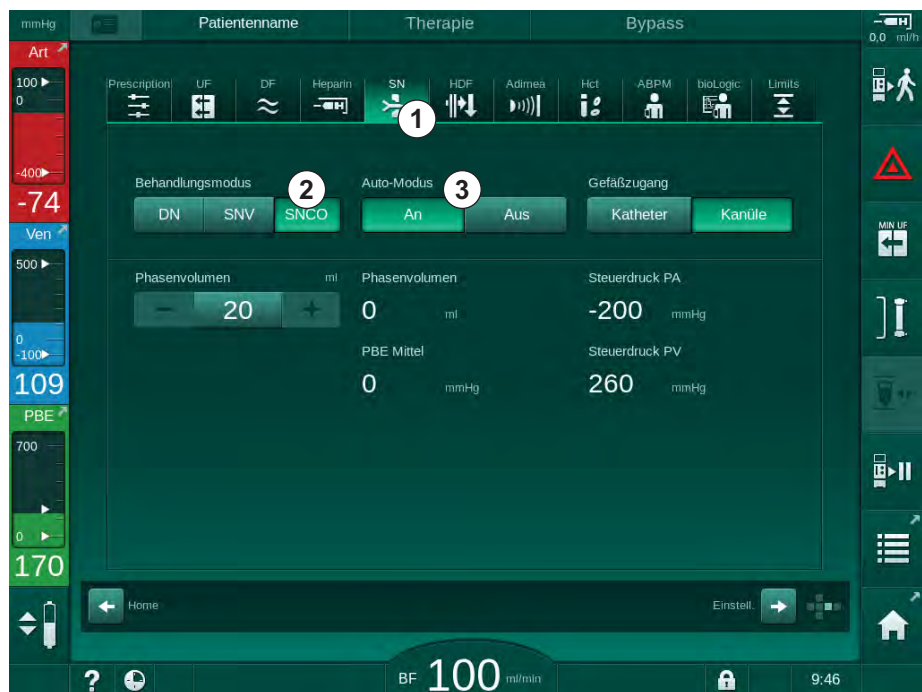 mmHg
Patientenname
Therapie
Bypass
0,0 ml/h
Art
100
0
-400
-74
Ven
500
0
-100
109
PBE
700
0
170
Prescription
UF
DF
Heparin
SN
HDF
Adimea
Hct
ABPM
bioLogic
Limits
1
Behandlungsmodus
2
Auto-Modus
3
Gefäßzugang
DN
SNV
SNCO
An
Aus
Katheter
Kanüle
Phasenvolumen ml
− 20 +
Phasenvolumen
0 ml
Steuerdruck PA
-200 mmHg
PBE Mittel
0 mmHg
Steuerdruck PV
260 mmHg
MIN UF
Home
Einstell.
? BF 100 ml/min
9:46